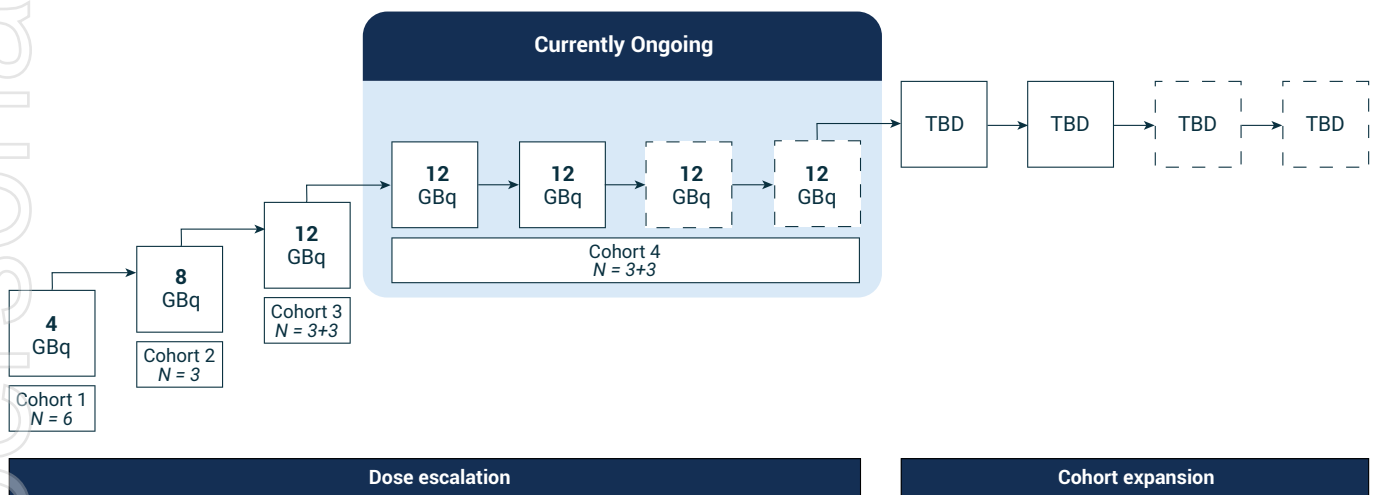 Currently Ongoing
TBD
TBD
TBD
TBD
12
GBq
12
GBq
12
GBq
12
GBq
Cohort 4
N = 3+3
12
GBq
Cohort 3
N = 3+3
8
GBq
Cohort 2
N = 3
4
GBq
Cohort 1
N = 6
Dose escalation
Cohort expansion